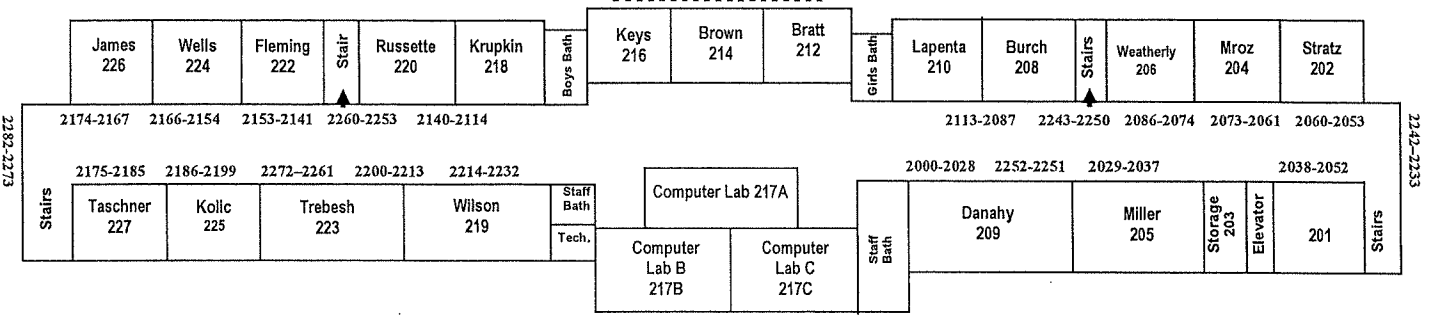 James
226
Wells
224
Fleming
222
Stair
Russette
220
Krupkin
218
Boys Bath
Keys
216
Brown
214
Bratt
212
Girls Bath
Lapenta
210
Burch
208
Stairs
Weatherly
206
Mroz
204
Stratz
202
2174-2167
2166-2154
2153-2141
2260-2253
2140-2114
2113-2087
2243-2250
2086-2074
2073-2061
2060-2053
2282-2273
2242–2233
2175-2185
2186-2199
2272–2261
2200-2213
2214-2232
2000-2028
2252-2251
2029-2037
2038-2052
Stairs
Taschner
227
Kolic
225
Trebesh
223
Wilson
219
Staff
Bath
Tech.
Computer Lab 217A
Computer
Lab B
217B
Computer
Lab C
217C
Staff
Bath
Danahy
209
Miller
205
Storage
203
Elevator
201
Stairs